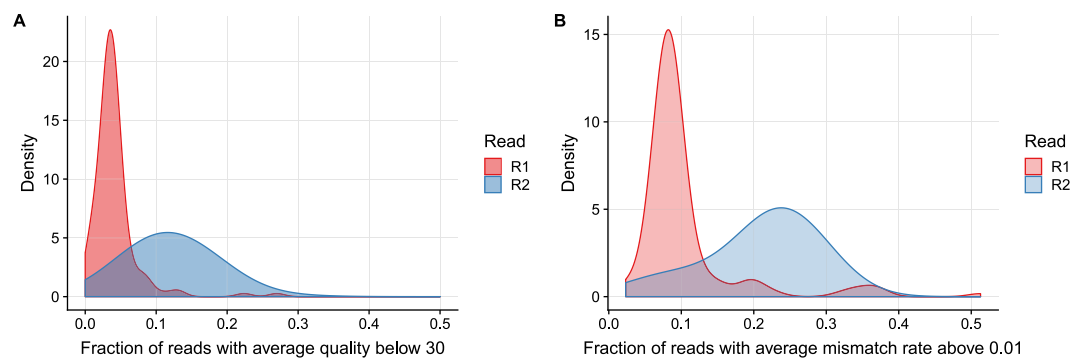 A
Density
20
15
10
5
0
0.0 0.1 0.2 0.3 0.4 0.5
Fraction of reads with average quality below 30
Read
R1
R2
B
Density
15
10
5
0
0.0 0.1 0.2 0.3 0.4 0.5
Fraction of reads with average mismatch rate above 0.01
Read
R1
R2